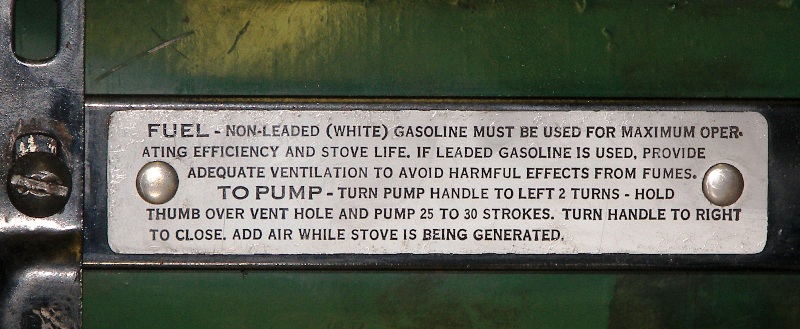 FUEL - NON-LEADED (WHITE) GASOLINE MUST BE USED FOR MAXIMUM OPER-
ATING EFFICIENCY AND STOVE LIFE. IF LEADED GASOLINE IS USED, PROVIDE
ADEQUATE VENTILATION TO AVOID HARMFUL EFFECTS FROM FUMES.
TO PUMP - TURN PUMP HANDLE TO LEFT 2 TURNS - HOLD
THUMB OVER VENT HOLE AND PUMP 25 TO 30 STROKES. TURN HANDLE TO RIGHT
TO CLOSE. ADD AIR WHILE STOVE IS BEING GENERATED.